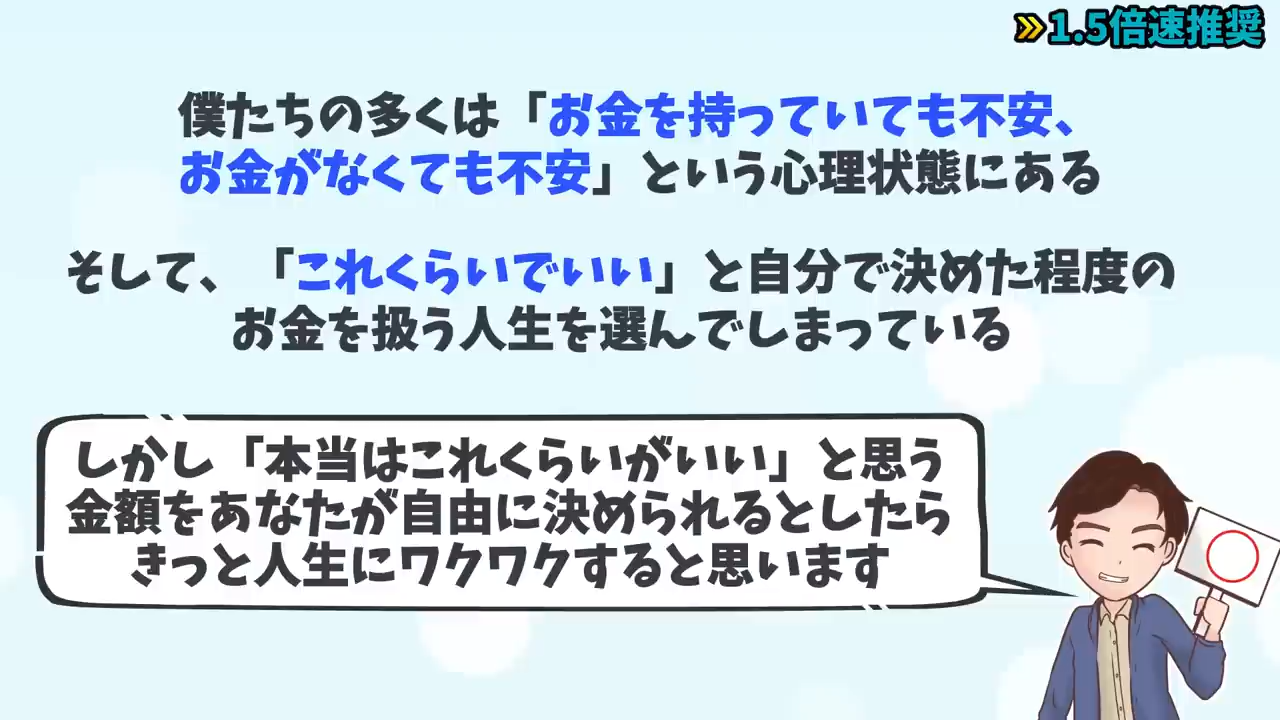 1.5倍速推奨
僕たちの多くは「お金を持っていても不安、
お金がなくても不安」という心理状態にある
そして、「これくらいでいい」と自分で決めた程度の
お金を扱う人生を選んでしまっている
しかし「本当はこれくらいがいい」と思う
金額をあなたが自由に決められるとしたら
きっと人生にワクワクすると思います